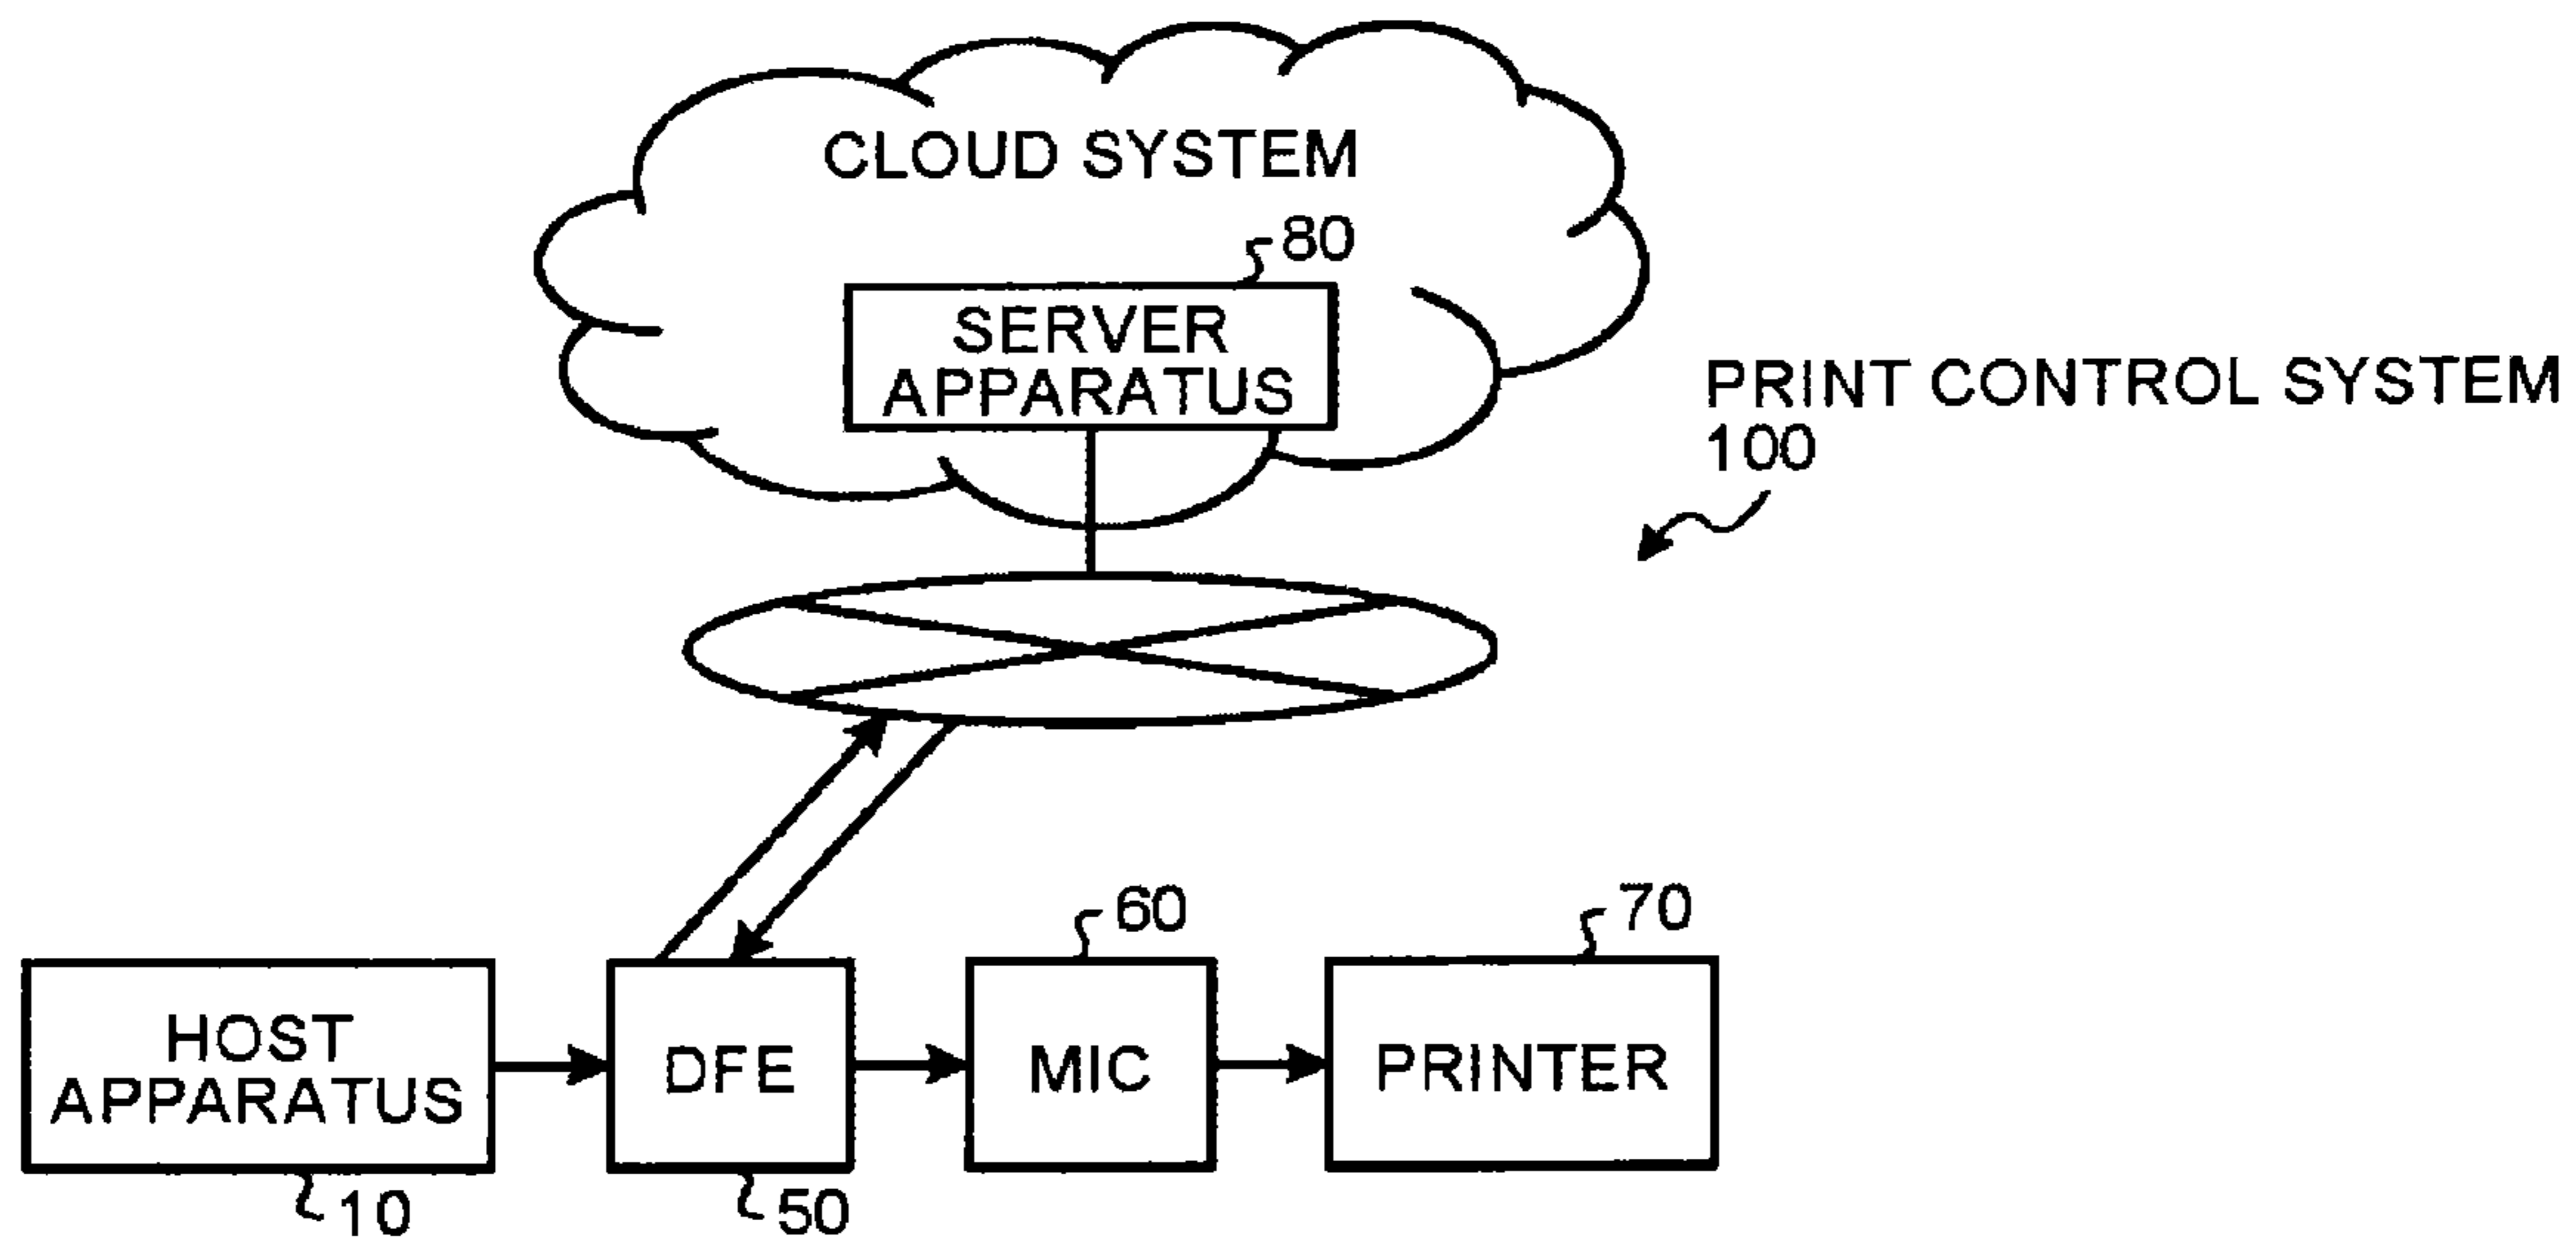 CLOUD SYSTEM
80
SERVER
APPARATUS
PRINT CONTROL SYSTEM
100
60
70
HOST
APPARATUS
DFE
MIC
PRINTER
10
50